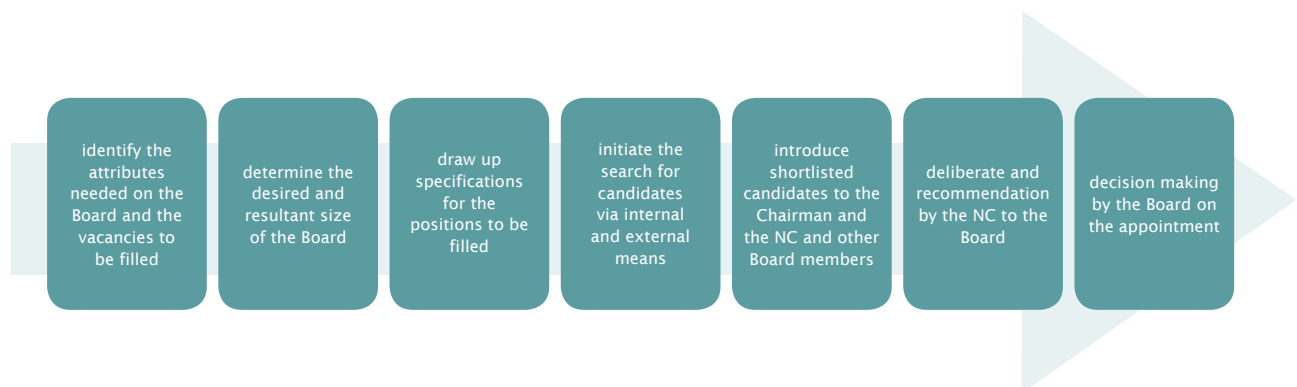 identify the
attributes
needed on the
Board and the
vacancies to
be filled
determine the
desired and
resultant size
of the Board
draw up
specifications
for the
positions to be
filled
initiate the
search for
candidates
via internal
and external
means
introduce
shortlisted
candidates to the
Chairman and
the NC and other
Board members
deliberate and
recommendation
by the NC to the
Board
decision making
by the Board on
the appointment